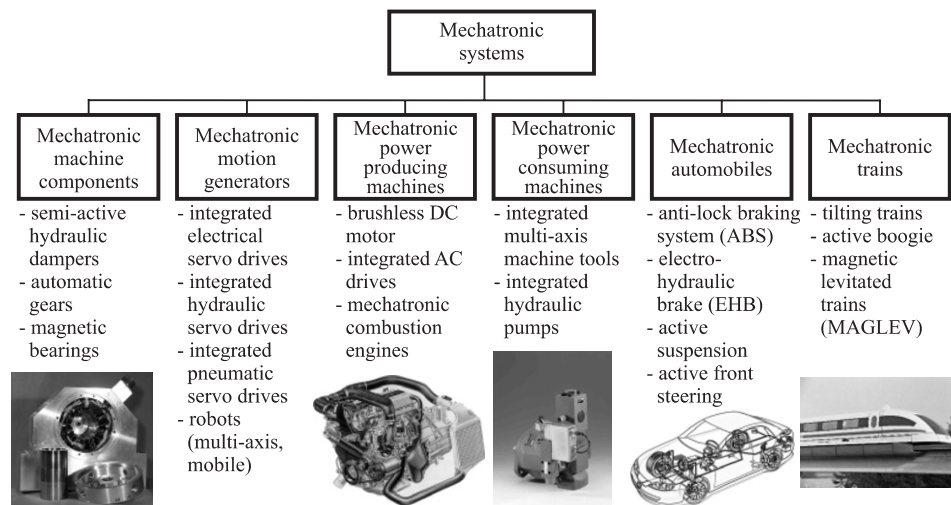 Mechatronic
systems
Mechatronic
machine
components
- semi-active
hydraulic
dampers
- automatic
gears
- magnetic
bearings
Mechatronic
motion
generators
- integrated
electrical
servo drives
- integrated
hydraulic
servo drives
- integrated
pneumatic
servo drives
- robots
(multi-axis,
mobile)
Mechatronic
power
producing
machines
- brushless DC
motor
- integrated AC
drives
- mechatronic
combustion
engines
Mechatronic
power
consuming
machines
- integrated
multi-axis
machine tools
- integrated
hydraulic
pumps
Mechatronic
automobiles
- anti-lock braking
system (ABS)
- electro-
hydraulic
brake (EHB)
- active
suspension
- active front
steering
Mechatronic
trains
- tilting trains
- active boogie
- magnetic
levitated
trains
(MAGLEV)